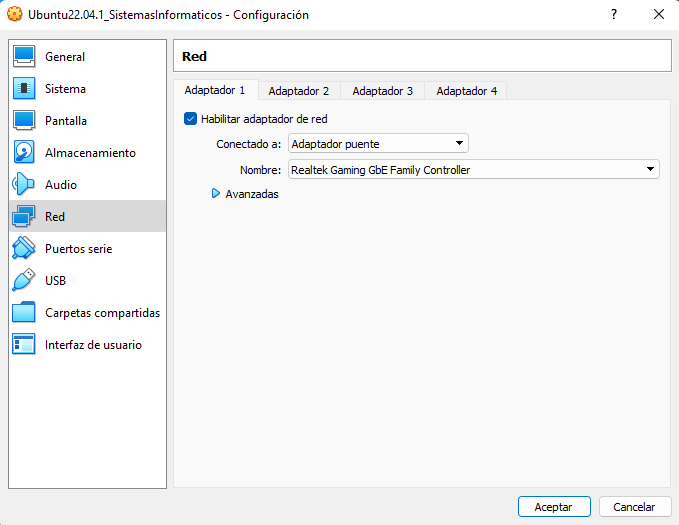 Ubuntu22.04.1_SistemasInformaticos - Configuración
?
General
Sistema
Pantalla
Almacenamiento
Audio
Red
Puertos serie
USB
Carpetas compartidas
Interfaz de usuario
Red
Adaptador 1 Adaptador 2 Adaptador 3 Adaptador 4
Habilitar adaptador de red
Conectado a: Adaptador puente
Nombre: Realtek Gaming GbE Family Controller
Avanzadas
Aceptar Cancelar